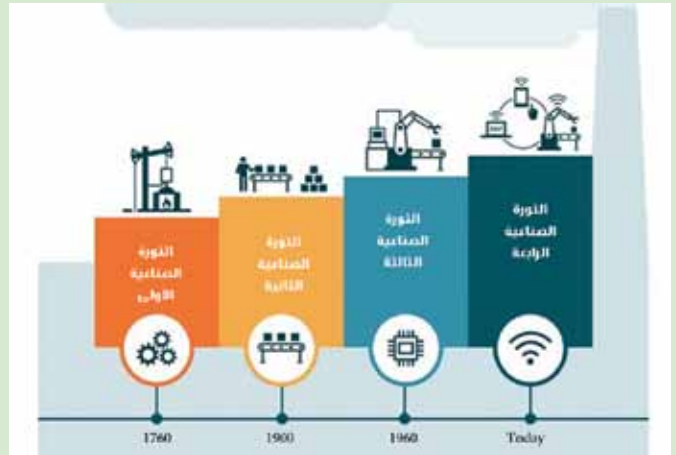 الثورة
الصناعية
الأولى
الثورة
الصناعية
الثانية
الثورة
الصناعية
الثالثة
الثورة
الصناعية
الرابعة
1760
1900
1960
Today